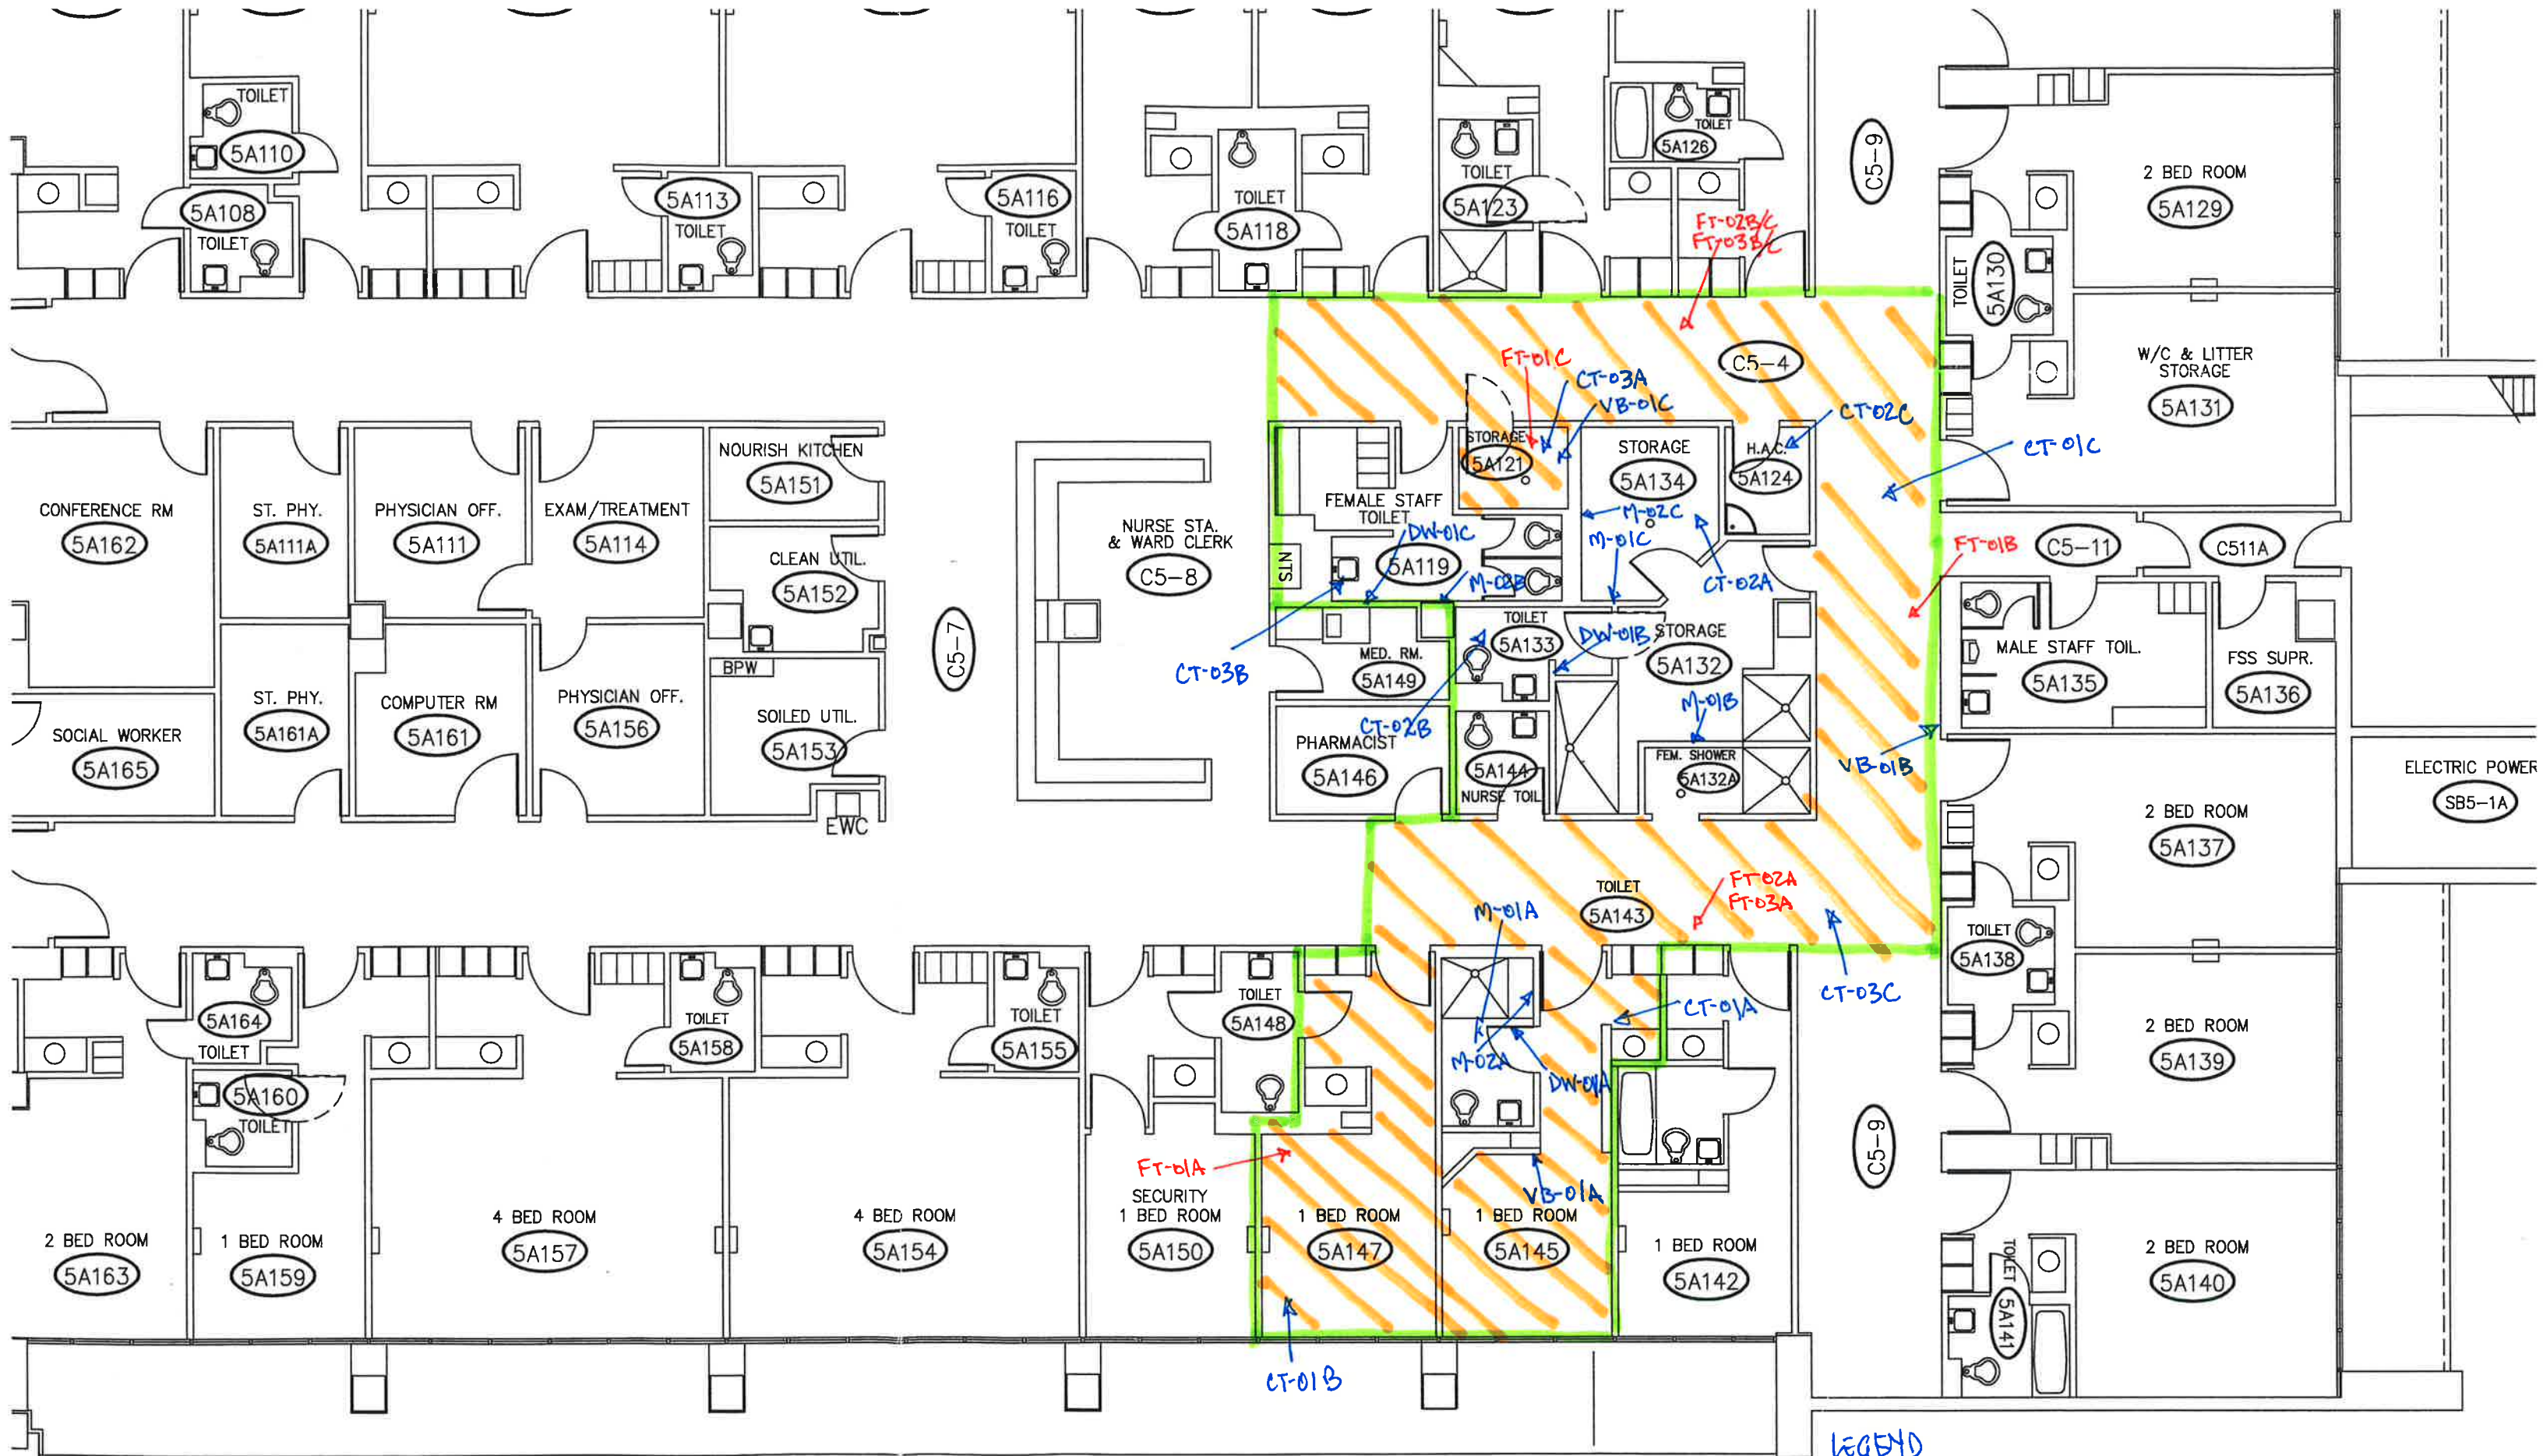 TOILET
5A110
5A108
TOILET
5A113
TOILET
5A116
TOILET
TOILET
5A118
TOILET
5A123
TOILET
5A126
C5-9
2 BED ROOM
5A129
FT-02B/C
FT-03B/C
TOILET
5A130
W/C & LITTER
STORAGE
5A131
C5-4
FT-01C
CT-03A
VB-01C
CT-02C
CT-01C
CONFERENCE RM
5A162
ST. PHY.
5A111A
PHYSICIAN OFF.
5A111
EXAM/TREATMENT
5A114
NOURISH KITCHEN
5A151
CLEAN UTIL.
5A152
NURSE STA.
& WARD CLERK
C5-8
C5-7
STORAGE
5A121
FEMALE STAFF
TOILET
5A119
NTS
STORAGE
5A134
H.A.C.
5A124
DW-01C
M-02C
M-01C
M-02B
CT-02A
FT-01B
C5-11
C511A
CT-03B
TOILET
5A133
DW-01B
STORAGE
5A132
MED. RM.
5A149
CT-02B
M-01B
MALE STAFF TOIL.
5A135
FSS SUPR.
5A136
SOCIAL WORKER
5A165
ST. PHY.
5A161A
COMPUTER RM
5A161
PHYSICIAN OFF.
5A156
BPW
SOILED UTIL.
5A153
EWC
PHARMACIST
5A146
5A144
NURSE TOIL
FEM. SHOWER
5A132A
VB-01B
ELECTRIC POWER
SB5-1A
2 BED ROOM
5A137
TOILET
5A143
FT-02A
FT-03A
M-01A
CT-03C
TOILET
5A138
5A164
TOILET
TOILET
5A158
TOILET
5A155
TOILET
5A148
CT-01A
M-02A
DW-01A
2 BED ROOM
5A139
5A160
TOILET
C5-9
FT-01A
VB-01A
2 BED ROOM
5A163
1 BED ROOM
5A159
4 BED ROOM
5A157
4 BED ROOM
5A154
SECURITY
1 BED ROOM
5A150
1 BED ROOM
5A147
1 BED ROOM
5A145
1 BED ROOM
5A142
2 BED ROOM
5A140
TOILET
5A141
CT-01B
LEGEND